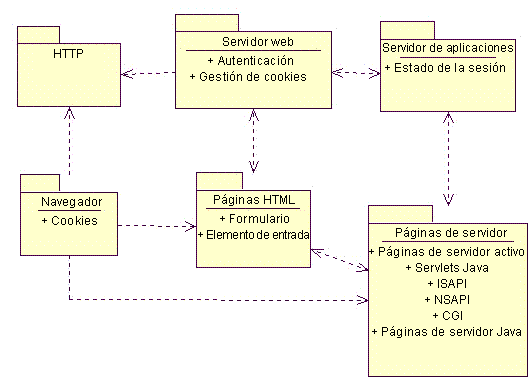 HTTP
Servidor web
+ Autenticación
+ Gestión de cookies
Servidor de aplicaciones
+ Estado de la sesión
Navegador
+ Cookies
Páginas HTML
+ Formulario
+ Elemento de entrada
Páginas de servidor
+ Páginas de servidor activo
+ Servlets Java
+ ISAPI
+ NSAPI
+ CGI
+ Páginas de servidor Java